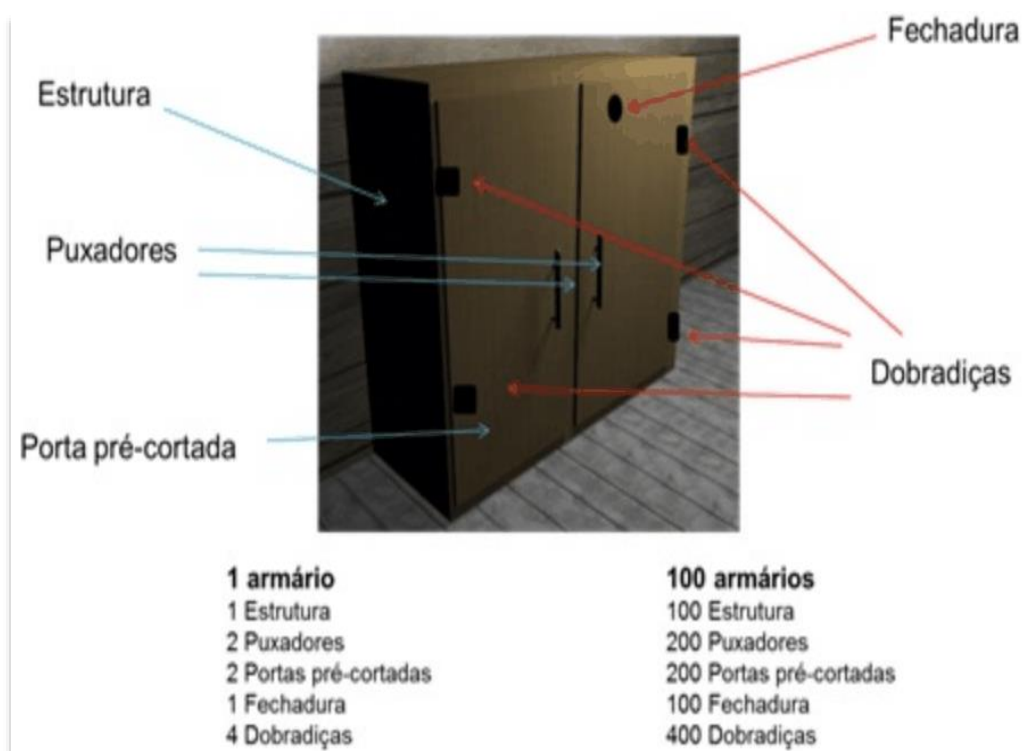 Fechadura
Estrutura
Puxadores
Dobradiças
Porta pré-cortada
1 armário
1 Estrutura
2 Puxadores
2 Portas pré-cortadas
1 Fechadura
4 Dobradiças
100 armários
100 Estrutura
200 Puxadores
200 Portas pré-cortadas
100 Fechadura
400 Dobradiças